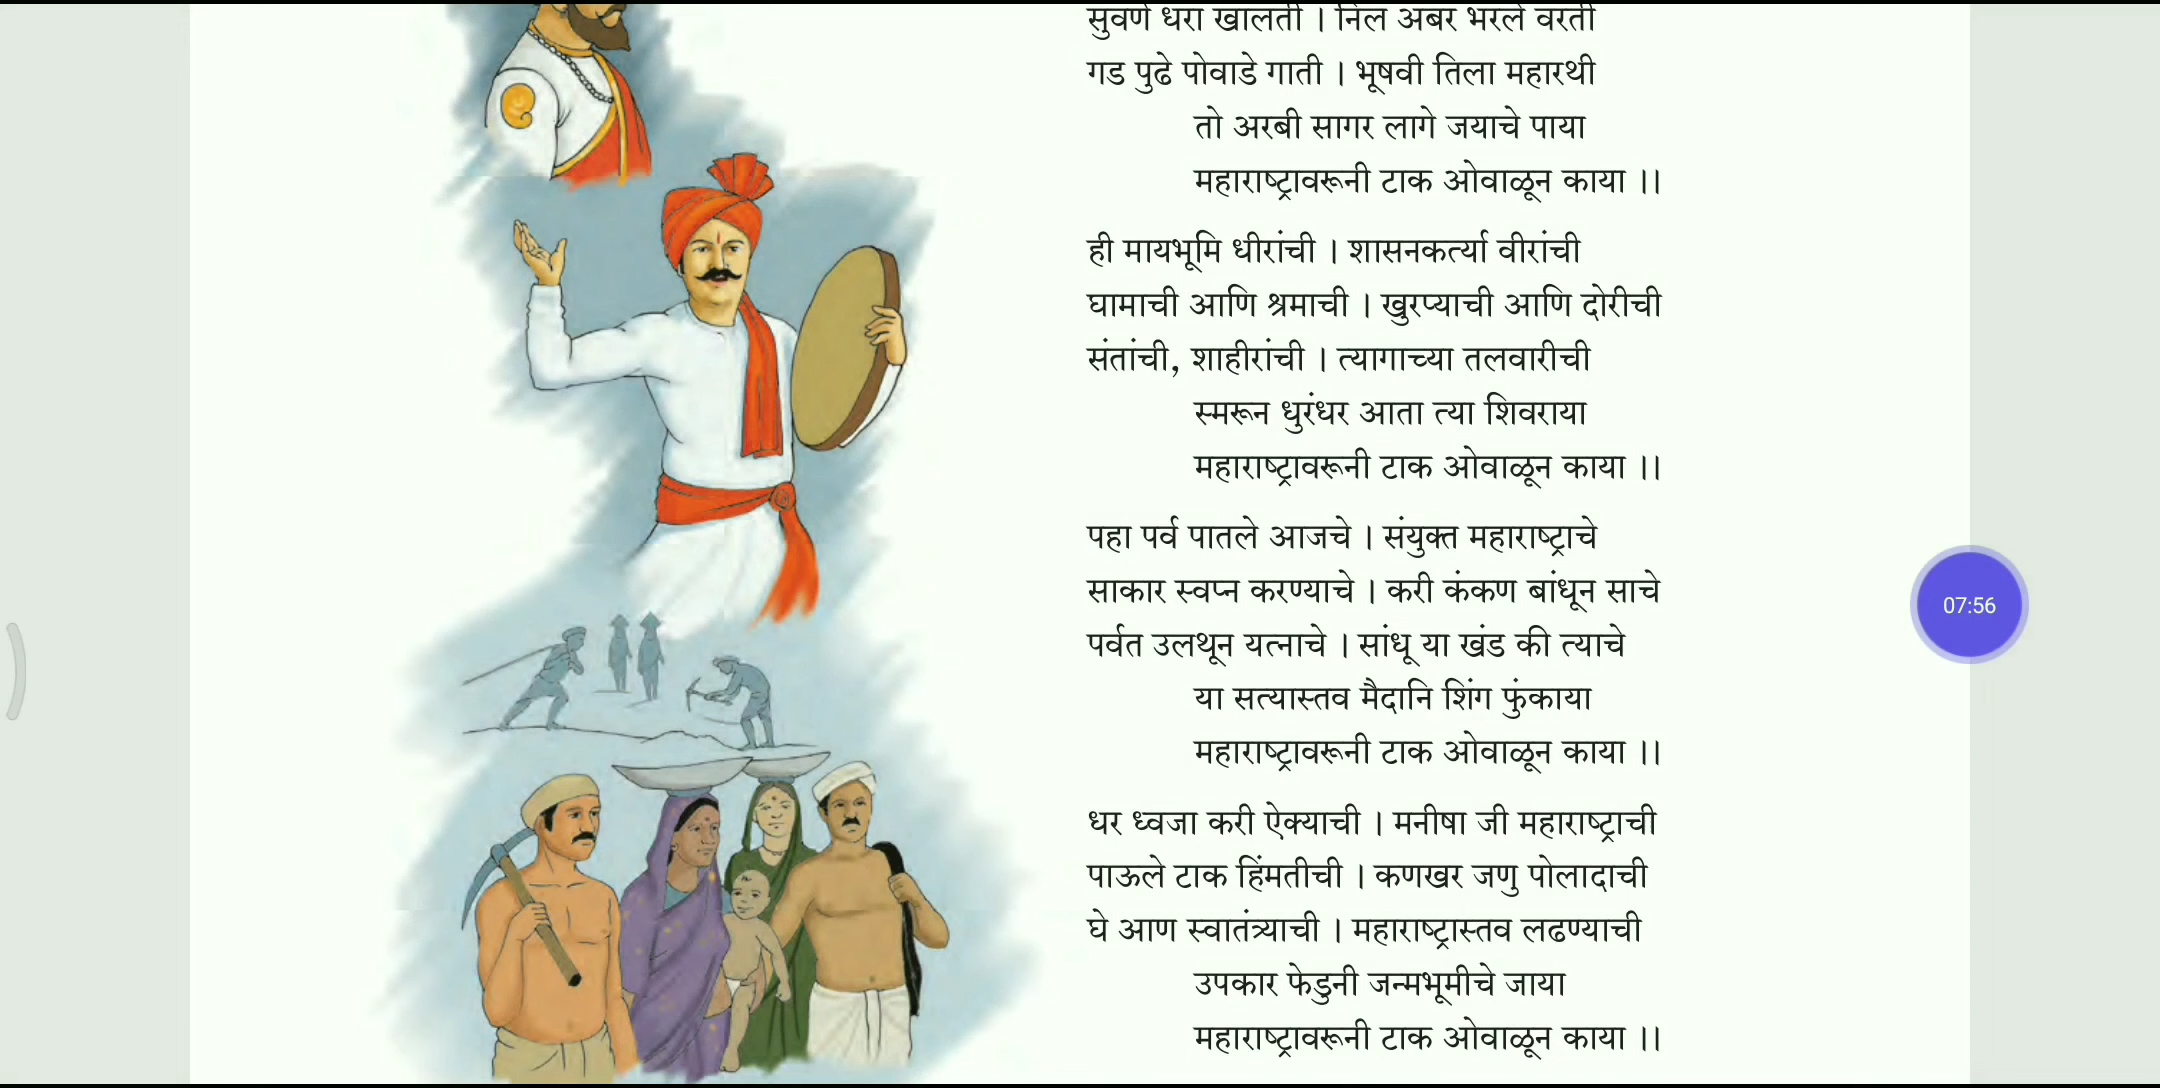 सुवर्ण धरा खालती । निल अंबर भरले वरती
गड पुढे पोवाडे गाती । भूषवी तिला महारथी
तो अरबी सागर लागे जयाचे पाया
महाराष्ट्रावरूनी टाक ओवाळून काया ।।
ही मायभूमि धीरांची । शासनकर्त्या वीरांची
घामाची आणि श्रमाची । खुरप्याची आणि दोरीची
संतांची, शाहीरांची । त्यागाच्या तलवारीची
स्मरून धुरंधर आता त्या शिवराया
महाराष्ट्रावरूनी टाक ओवाळून काया ।।
पहा पर्व पातले आजचे । संयुक्त महाराष्ट्राचे
साकार स्वप्न करण्याचे । करी कंकण बांधून साचे
पर्वत उलथून यत्नाचे । सांधू या खंड की त्याचे
या सत्यास्तव मैदानि शिंग फुंकाया
महाराष्ट्रावरूनी टाक ओवाळून काया ।।
धर ध्वजा करी ऐक्याची । मनीषा जी महाराष्ट्राची
पाऊले टाक हिंमतीची । कणखर जणु पोलादाची
घे आण स्वातंत्र्याची । महाराष्ट्रास्तव लढण्याची
उपकार फेडुनी जन्मभूमीचे जाया
महाराष्ट्रावरूनी टाक ओवाळून काया ।।
07:56